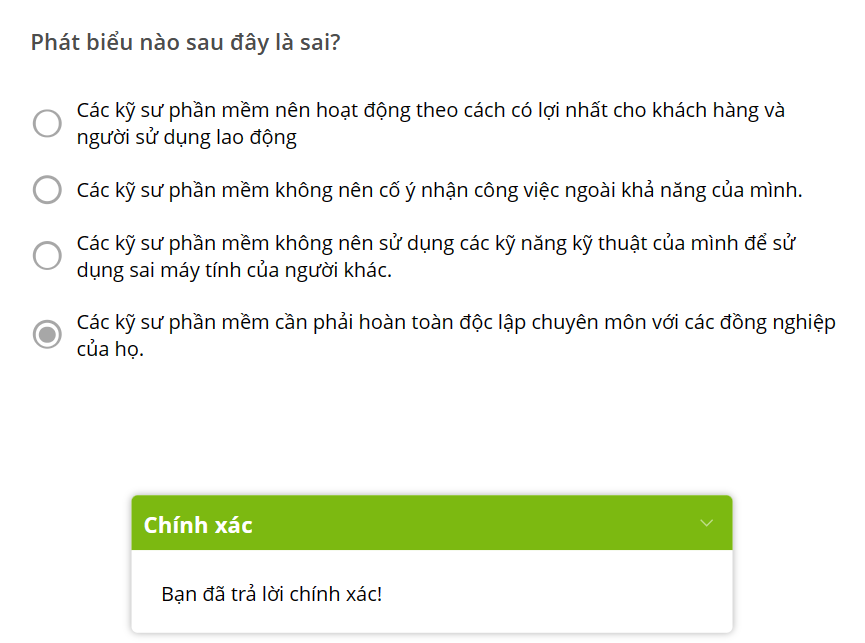 Phát biểu nào sau đây là sai?
Các kỹ sư phần mềm nên hoạt động theo cách có lợi nhất cho khách hàng và
người sử dụng lao động
Các kỹ sư phần mềm không nên cố ý nhận công việc ngoài khả năng của mình.
Các kỹ sư phần mềm không nên sử dụng các kỹ năng kỹ thuật của mình để sử
dụng sai máy tính của người khác.
Các kỹ sư phần mềm cần phải hoàn toàn độc lập chuyên môn với các đồng nghiệp
của họ.
Chính xác
Bạn đã trả lời chính xác!